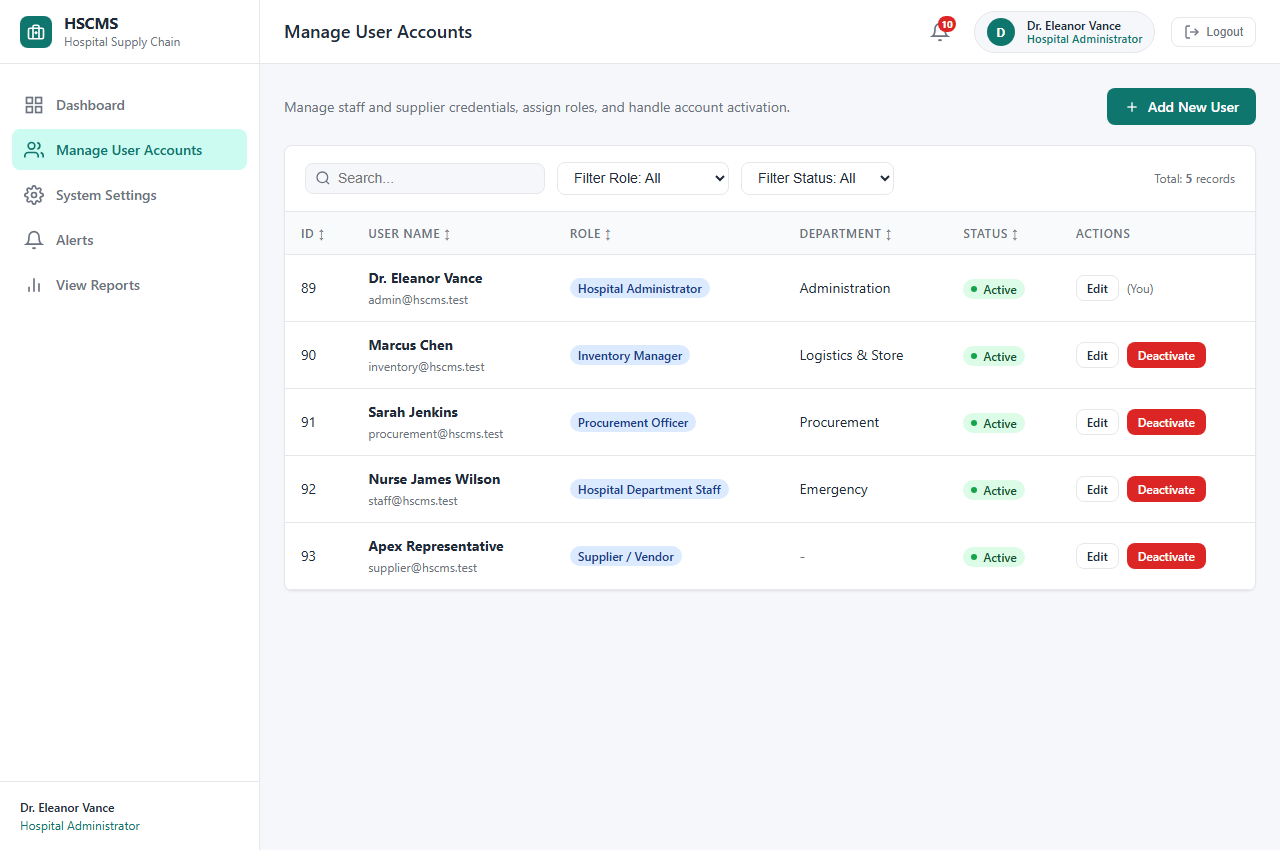 HSCMS
Hospital Supply Chain
Manage User Accounts
10
D
Dr. Eleanor Vance
Hospital Administrator
Logout
Dashboard
Manage User Accounts
System Settings
Alerts
View Reports
Manage staff and supplier credentials, assign roles, and handle account activation.
+ Add New User
Search...
Filter Role: All
Filter Status: All
Total: 5 records
ID ↕ USER NAME ↕ ROLE ↕ DEPARTMENT ↕ STATUS ↕ ACTIONS
89 Dr. Eleanor Vance Hospital Administrator Administration Active Edit (You)
admin@hscms.test
90 Marcus Chen Inventory Manager Logistics & Store Active Edit Deactivate
inventory@hscms.test
91 Sarah Jenkins Procurement Officer Procurement Active Edit Deactivate
procurement@hscms.test
92 Nurse James Wilson Hospital Department Staff Emergency Active Edit Deactivate
staff@hscms.test
93 Apex Representative Supplier / Vendor - Active Edit Deactivate
supplier@hscms.test
Dr. Eleanor Vance
Hospital Administrator